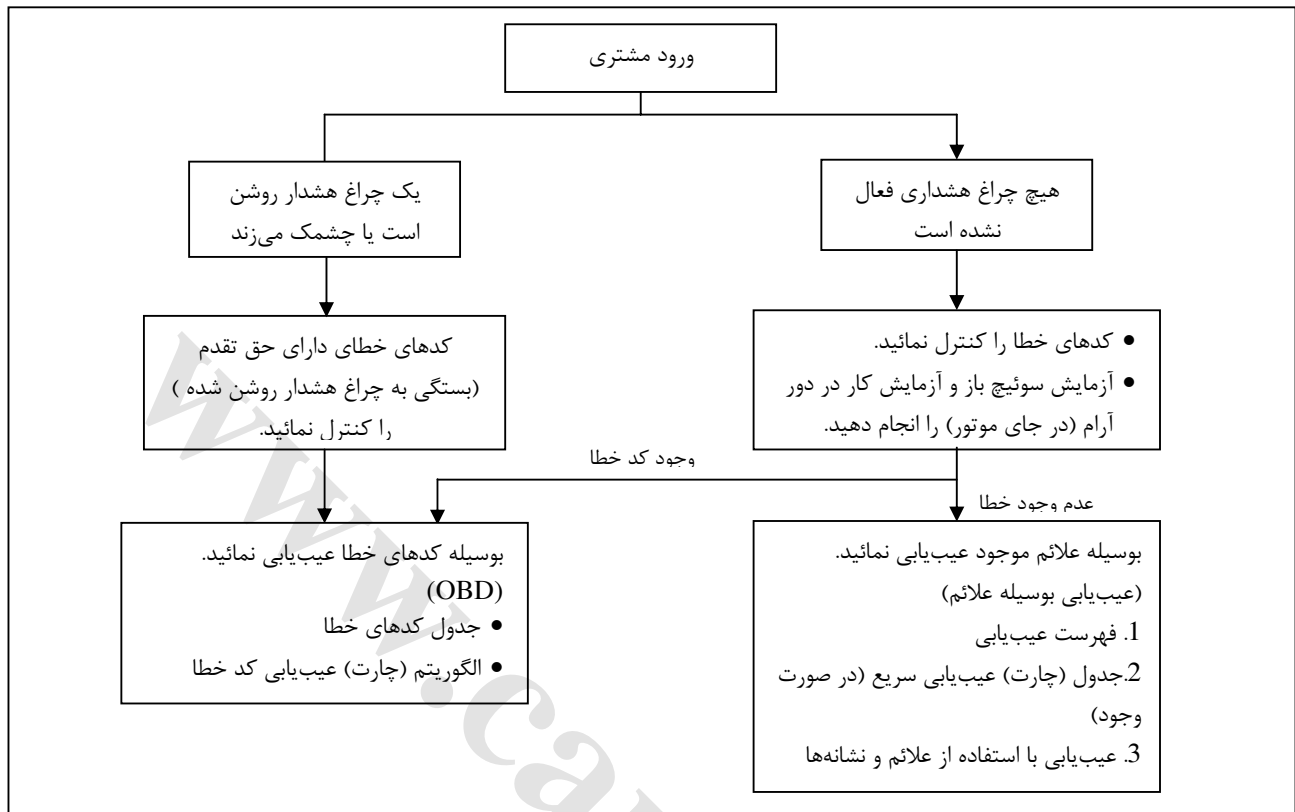 ورود مشتری
هیچ چراغ هشداری فعال
نشده است
یک چراغ هشدار روشن
است یا چشمک می‌زند
• کدهای خطا را کنترل نمائید.
• آزمایش سوئیچ باز و آزمایش کار در دور
آرام (در جای موتور) را انجام دهید.
کدهای خطای دارای حق تقدم
(بستگی به چراغ هشدار روشن شده )
را کنترل نمائید.
وجود کد خطا
عدم وجود خطا
بوسیله علائم موجود عیب‌یابی نمائید.
(عیب‌یابی بوسیله علائم)
1. فهرست عیب‌یابی
2.جدول (چارت) عیب‌یابی سریع (در صورت
وجود)
3. عیب‌یابی با استفاده از علائم و نشانه‌ها
بوسیله کدهای خطا عیب‌یابی نمائید.
(OBD)
• جدول کدهای خطا
• الگوریتم (چارت) عیب‌یابی کد خطا
www.ca